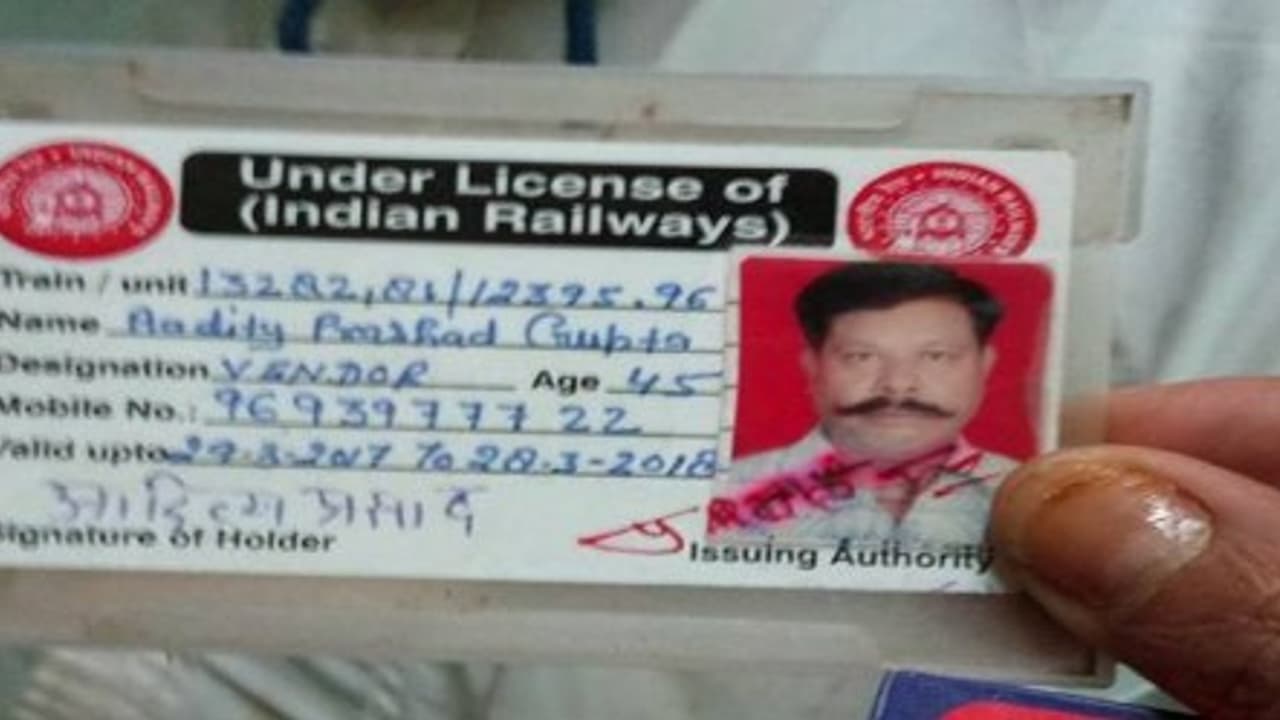 Under License of
(Indian Railways)
Train / unit 13282,81/12395.96
Name Aadity Prashad Gupta
Designation VENDOR Age 45
Mobile No.: 9693977722
Valid upto 29-3-2017 To 28-3-2018
आदित्य प्रसाद
Signature of Holder
Issuing Authority